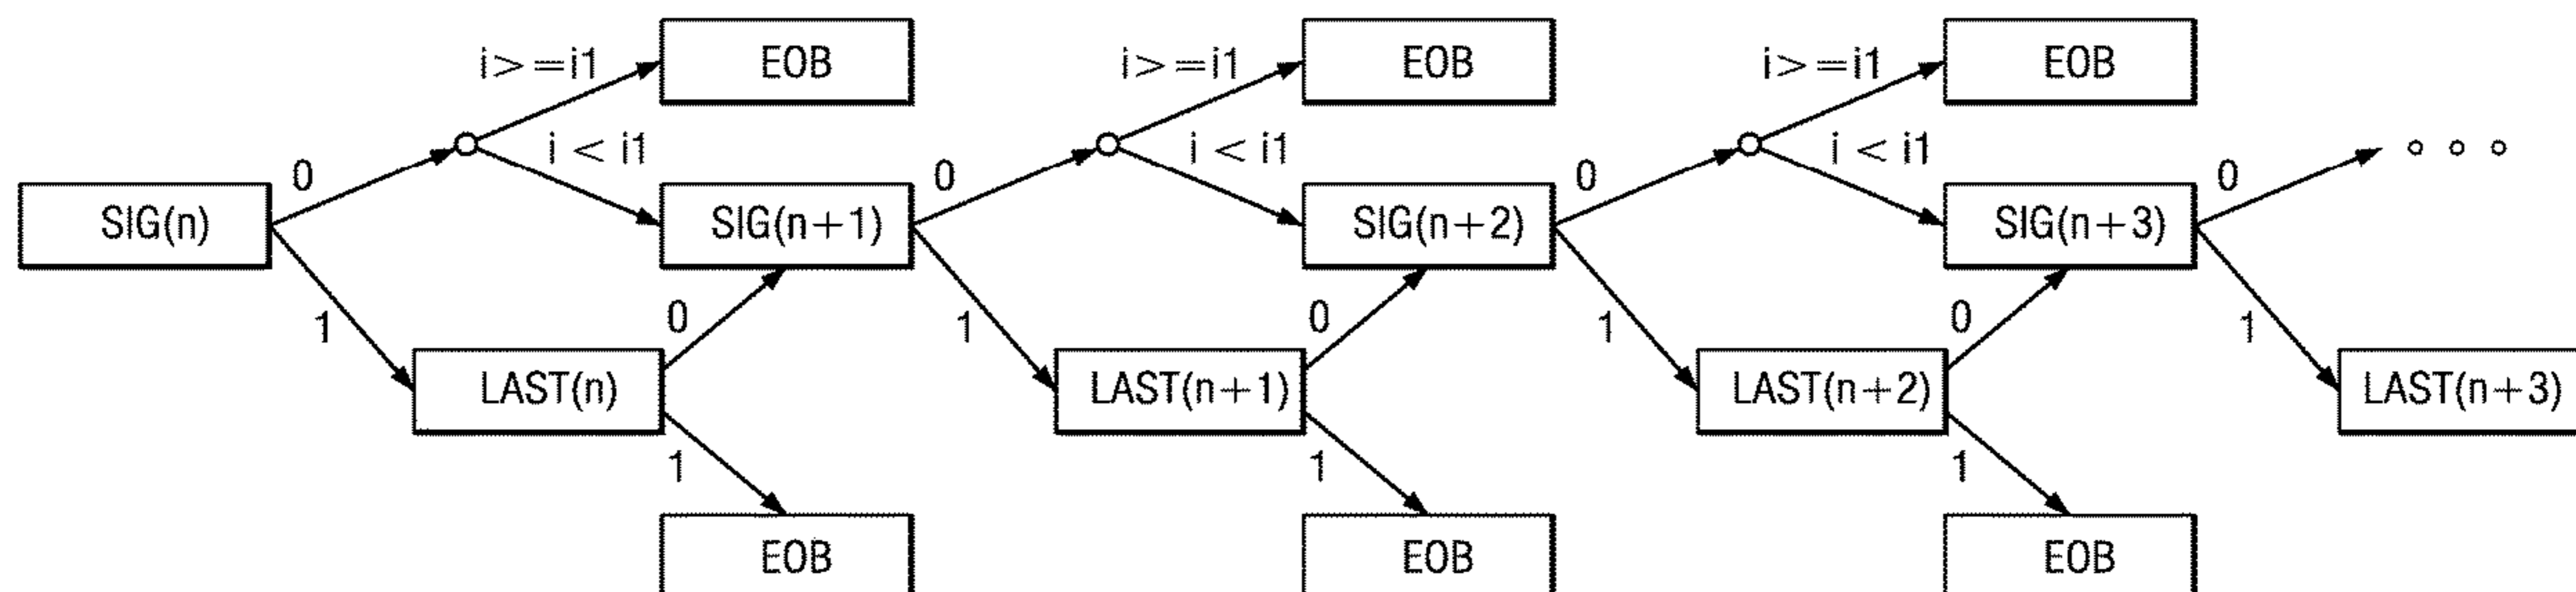 i>=i1 EOB i>=i1 EOB i>=i1 EOB
i < i1 i < i1 i < i1
0 0 0 0
SIG(n) SIG(n+1) SIG(n+2) SIG(n+3)
0 0 0
1 1 1 1
LAST(n) LAST(n+1) LAST(n+2) LAST(n+3)
1 1 1
EOB EOB EOB